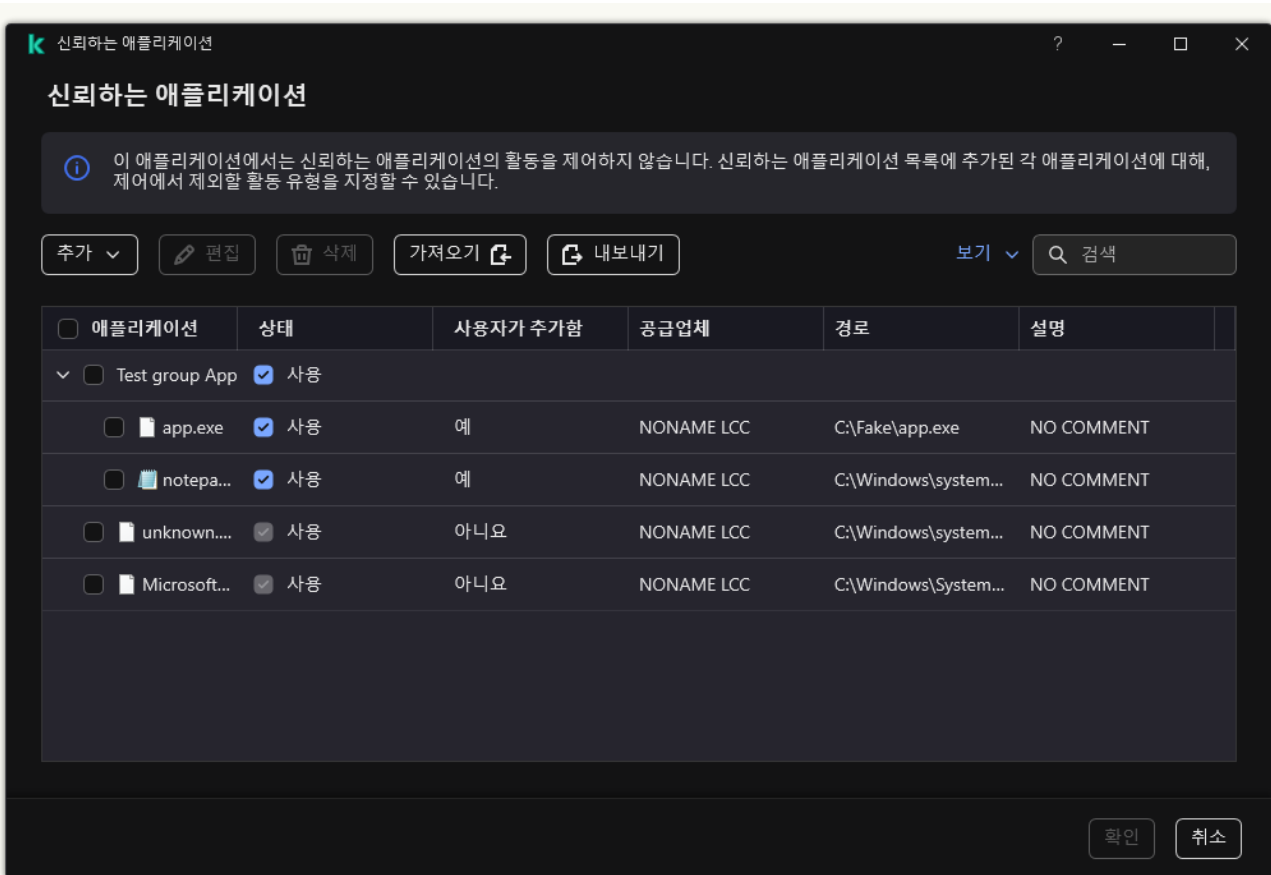 신뢰하는 애플리케이션
신뢰하는 애플리케이션
이 애플리케이션에서는 신뢰하는 애플리케이션의 활동을 제어하지 않습니다. 신뢰하는 애플리케이션 목록에 추가된 각 애플리케이션에 대해,
제어에서 제외할 활동 유형을 지정할 수 있습니다.
추가 편집 삭제 가져오기 내보내기 보기 검색
애플리케이션 상태 사용자가 추가함 공급업체 경로 설명
Test group App 사용
app.exe 사용 예 NONAME LCC C:\Fake\app.exe NO COMMENT
notepa... 사용 예 NONAME LCC C:\Windows\system... NO COMMENT
unknown.... 사용 아니요 NONAME LCC C:\Windows\system... NO COMMENT
Microsoft... 사용 아니요 NONAME LCC C:\Windows\System... NO COMMENT
확인 취소